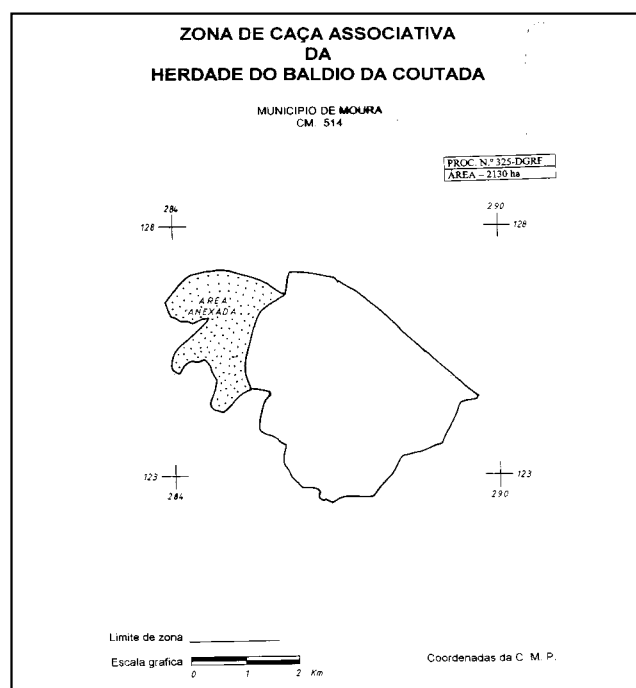 ZONA DE CAÇA ASSOCIATIVA
DA
HERDADE DO BALDIO DA COUTADA
MUNICIPIO DE MOURA
CM. 514
PROC. N.º 325-DGRF
ÁREA – 2130 ha
284
128
290
128
AREA
ANEXADA
123
284
123
290
Limite de zona
Escala grafica
0 1 2 Km
Coordenadas da C. M. P.